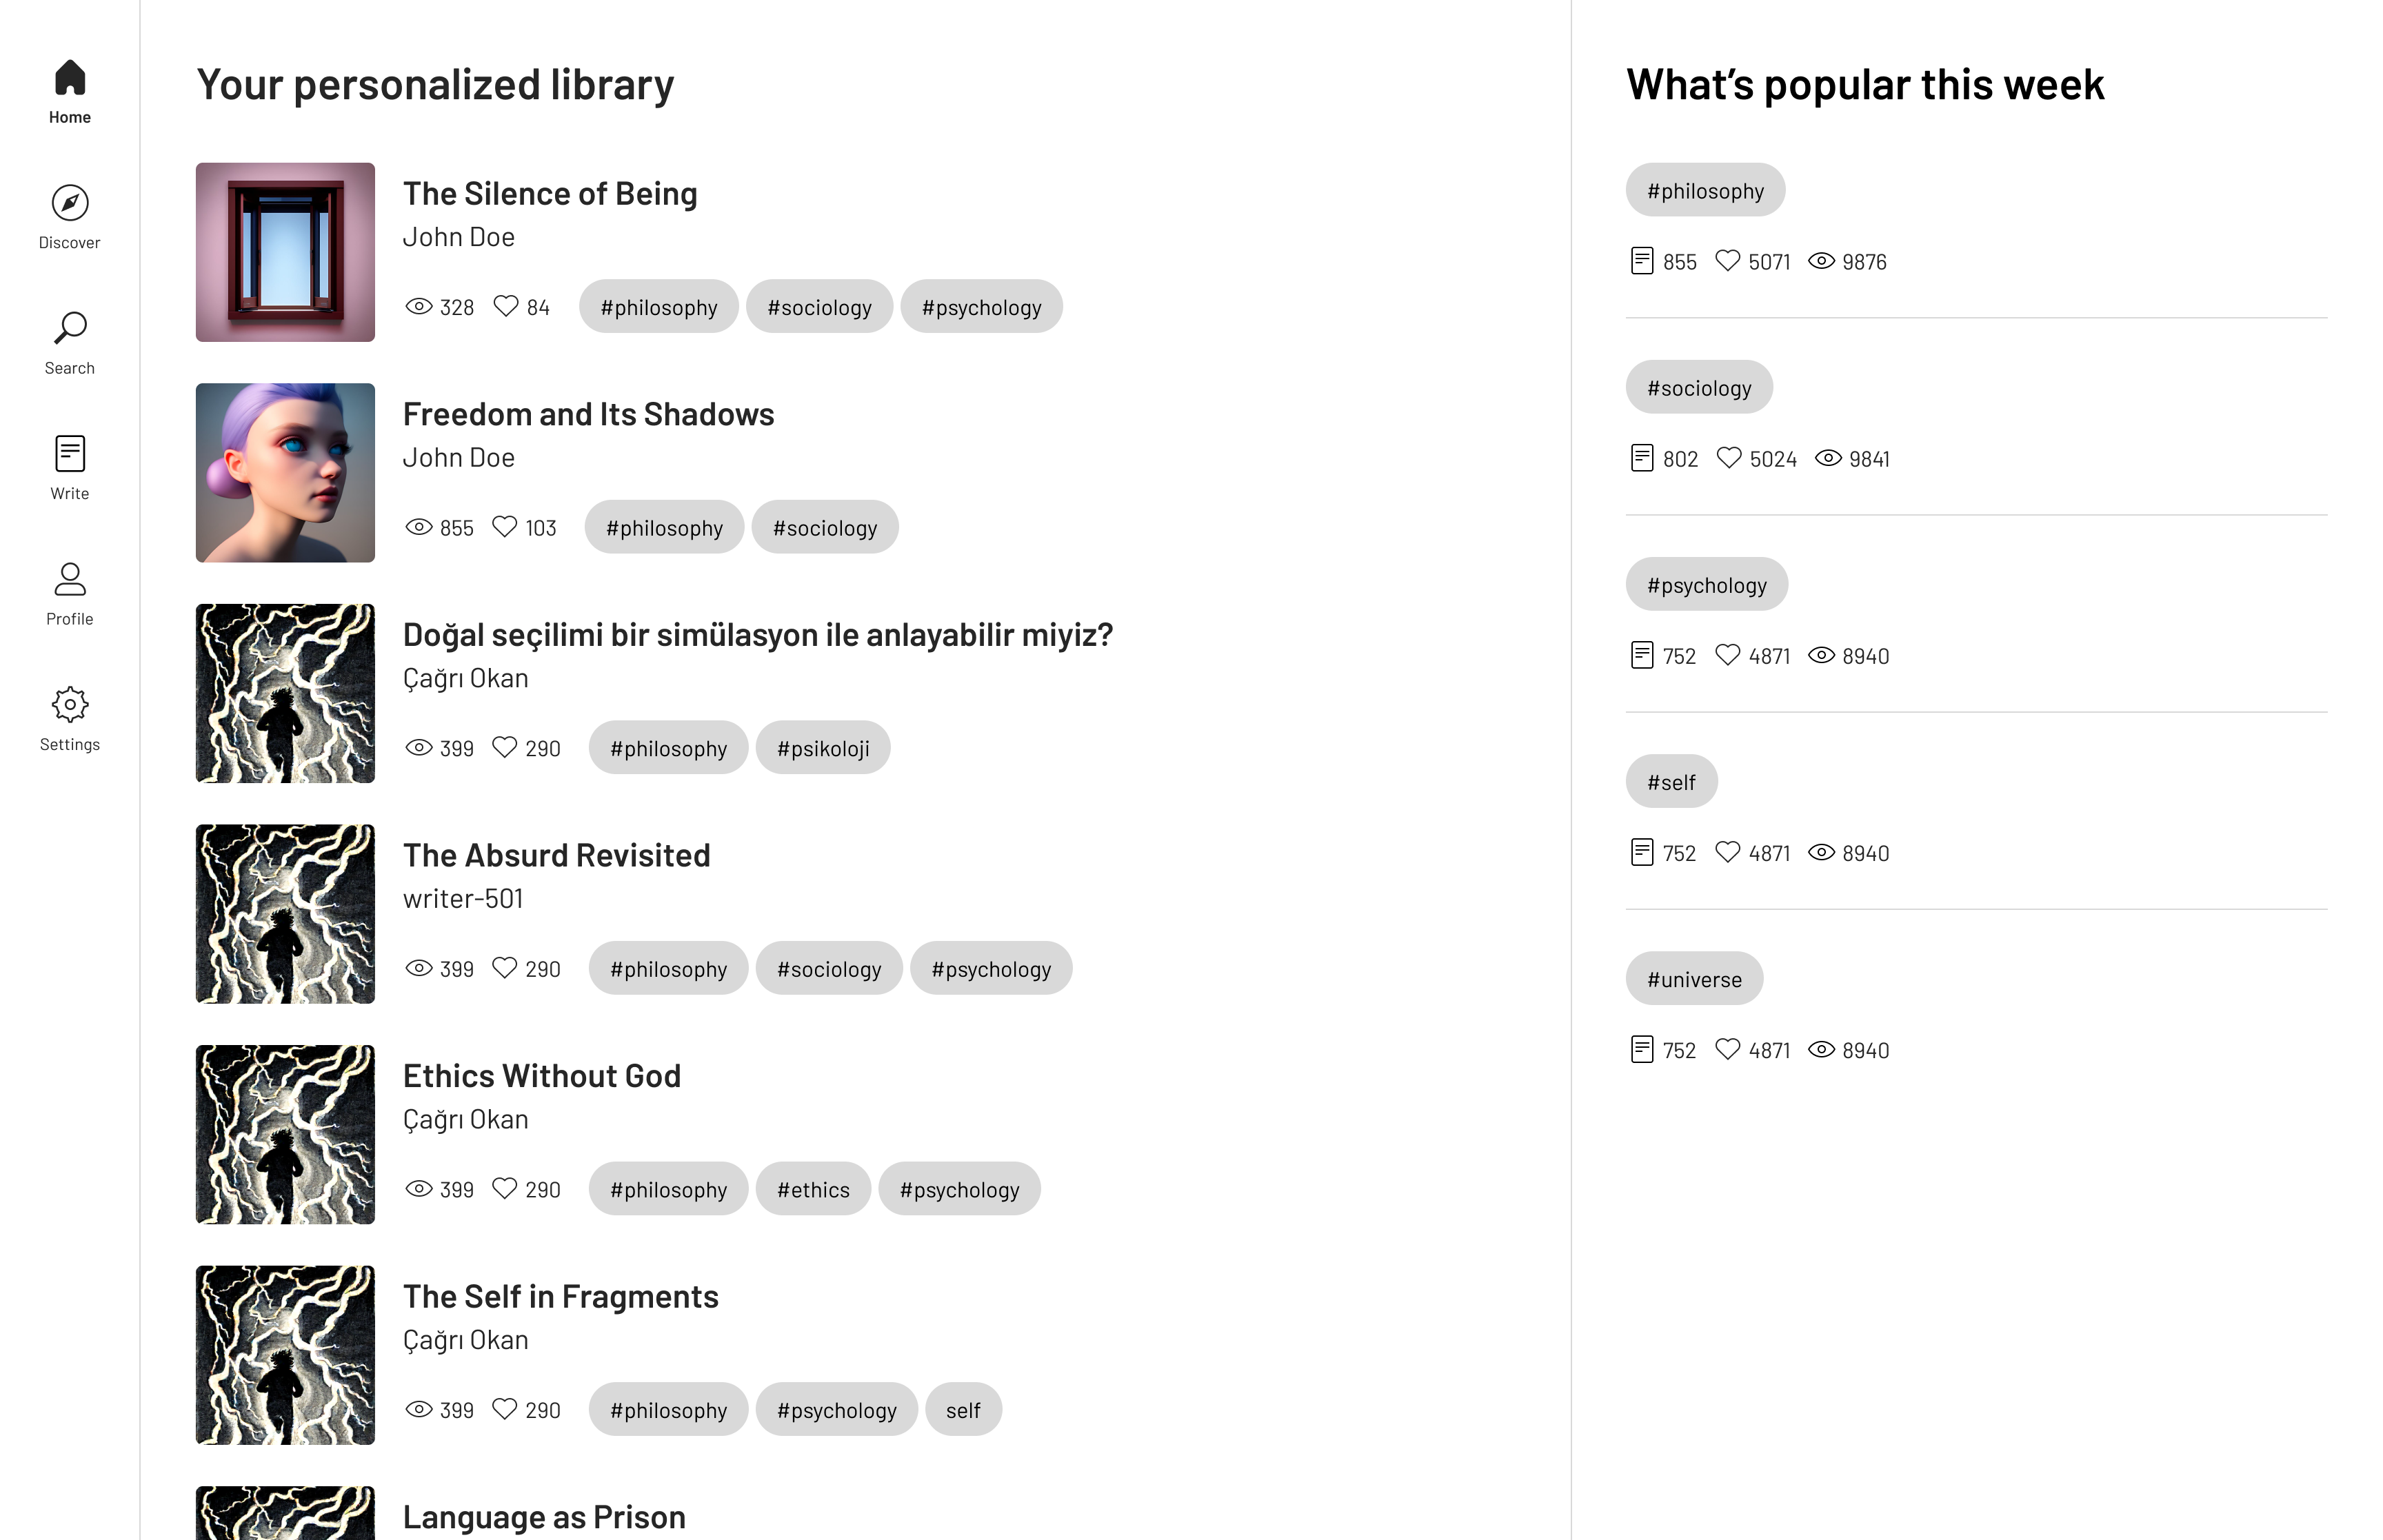 Home
Discover
Search
Write
Profile
Settings
Your personalized library
The Silence of Being
John Doe
328 84 #philosophy #sociology #psychology
Freedom and Its Shadows
John Doe
855 103 #philosophy #sociology
Doğal seçilimi bir simülasyon ile anlayabilir miyiz?
Çağrı Okan
399 290 #philosophy #psikoloji
The Absurd Revisited
writer-501
399 290 #philosophy #sociology #psychology
Ethics Without God
Çağrı Okan
399 290 #philosophy #ethics #psychology
The Self in Fragments
Çağrı Okan
399 290 #philosophy #psychology self
Language as Prison
What’s popular this week
#philosophy
855 5071 9876
#sociology
802 5024 9841
#psychology
752 4871 8940
#self
752 4871 8940
#universe
752 4871 8940